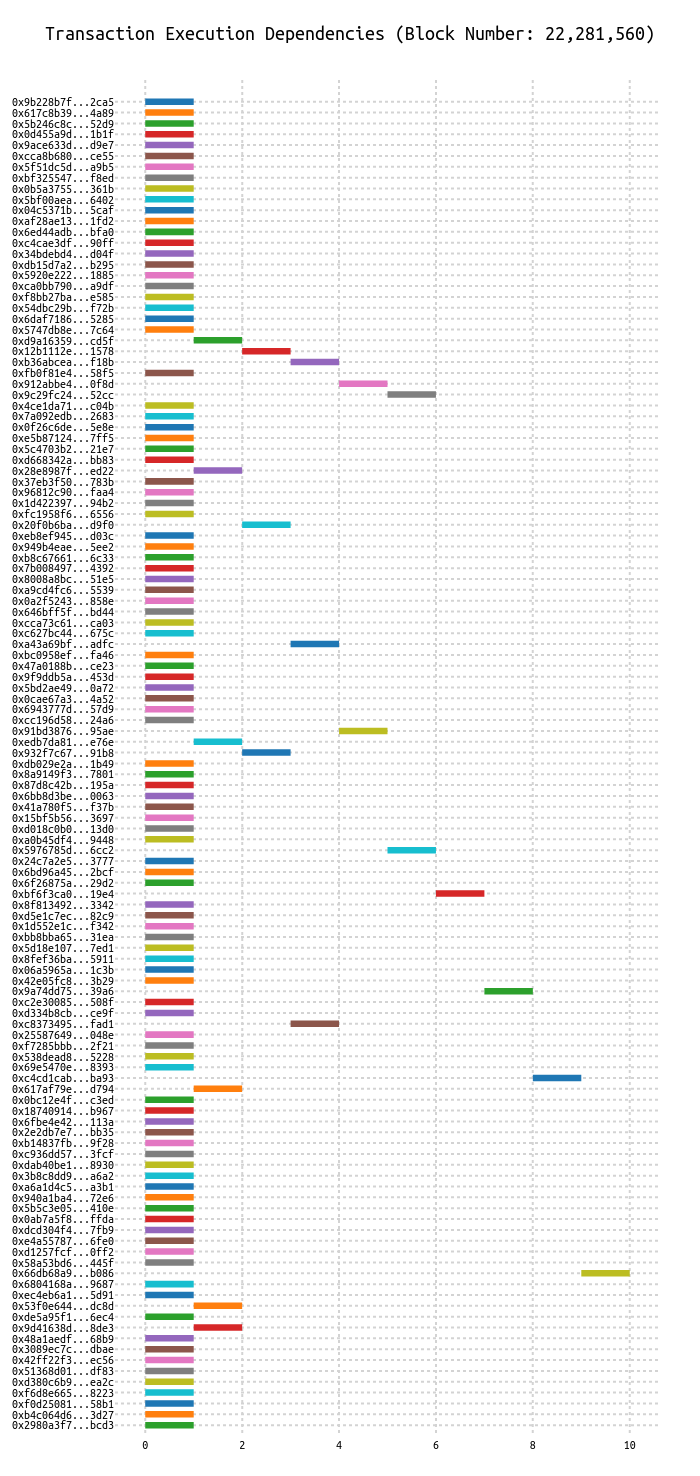 Transaction Execution Dependencies (Block Number: 22,281,560)
0x9b228b7f...2ca5
0x617c8b39...4a89
0x5b246c8c...52d9
0x0d455a9d...1b1f
0x9ace633d...d9e7
0xcca8b680...ce55
0x5f51dc5d...a9b5
0xbf325547...f8ed
0x0b5a3755...361b
0x5bf00aea...6402
0x04c5371b...5caf
0xaf28ae13...1fd2
0x6ed44adb...bfa0
0xc4cae3df...90ff
0x34bdebd4...d04f
0xdb15d7a2...b295
0x5920e222...1885
0xca0bb790...a9df
0xf8bb27ba...e585
0x54dbc29b...f72b
0x6daf7186...5285
0x5747db8e...7c64
0xd9a16359...cd5f
0x12b1112e...1578
0xb36abcea...f18b
0xfb0f81e4...58f5
0x912abbe4...0f8d
0x9c29fc24...52cc
0x4ce1da71...c04b
0x7a092edb...2683
0x0f26c6de...5e8e
0xe5b87124...7ff5
0x5c4703b2...21e7
0xd668342a...bb83
0x28e8987f...ed22
0x37eb3f50...783b
0x96812c90...faa4
0x1d422397...94b2
0xfc1958f6...6556
0x20f0b6ba...d9f0
0xeb8ef945...d03c
0x949b4eae...5ee2
0xb8c67661...6c33
0x7b008497...4392
0x8008a8bc...51e5
0xa9cd4fc6...5539
0x0a2f5243...858e
0x646bff5f...bd44
0xcca73c61...ca03
0xc627bc44...675c
0xa43a69bf...adfc
0xbc0958ef...fa46
0x47a0188b...ce23
0x9f9ddb5a...453d
0x5bd2ae49...0a72
0x0cae67a3...4a52
0x6943777d...57d9
0xcc196d58...24a6
0x91bd3876...95ae
0xedb7da81...e76e
0x932f7c67...91b8
0xdb029e2a...1b49
0x8a9149f3...7801
0x87d8c42b...195a
0x6bb8d3be...0063
0x41a780f5...f37b
0x15bf5b56...3697
0xd018c0b0...13d0
0xa0b45df4...9448
0x5976785d...6cc2
0x24c7a2e5...3777
0x6bd96a45...2bcf
0x6f26875a...29d2
0xbf6f3ca0...19e4
0x8f813492...3342
0xd5e1c7ec...82c9
0x1d552e1c...f342
0xbb8bba65...31ea
0x5d18e107...7ed1
0x8fef36ba...5911
0x06a5965a...1c3b
0x42e05fc8...3b29
0x9a74dd75...39a6
0xc2e30085...508f
0xd334b8cb...ce9f
0xc8373495...fad1
0x25587649...048e
0xf7285bbb...2f21
0x538dead8...5228
0x69e5470e...8393
0xc4cd1cab...ba93
0x617af79e...d794
0x0bc12e4f...c3ed
0x18740914...b967
0x6fbe4e42...113a
0x2e2db7e7...bb35
0xb14837fb...9f28
0xc936dd57...3fcf
0xdab40be1...8930
0x3b8c8dd9...a6a2
0xa6a1d4c5...a3b1
0x940a1ba4...72e6
0x5b5c3e05...410e
0x0ab7a5f8...ffda
0xdcd304f4...7fb9
0xe4a55787...6fe0
0xd1257fcf...0ff2
0x58a53bd6...445f
0x66db68a9...b086
0x6804168a...9687
0xec4eb6a1...5d91
0x53f0e644...dc8d
0xde5a95f1...6ec4
0x9d41638d...8de3
0x48a1aedf...68b9
0x3089ec7c...dbae
0x42ff22f3...ec56
0x51368d01...df83
0xd380c6b9...ea2c
0xf6d8e665...8223
0xf0d25081...58b1
0xb4c064d6...3d27
0x2980a3f7...bcd3
0 2 4 6 8 10